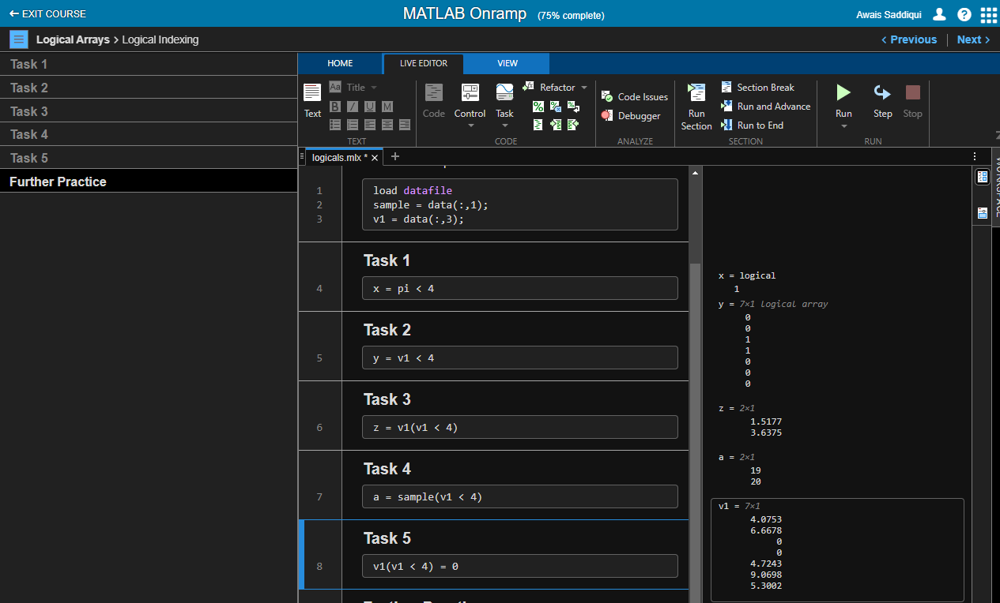 EXIT COURSE
MATLAB Onramp (75% complete)
Awais Saddiqui
Logical Arrays > Logical Indexing
< Previous
Next >
Task 1
Task 2
Task 3
Task 4
Task 5
Further Practice
HOME
LIVE EDITOR
VIEW
Text
Aa Title
B I U M
TEXT
Code
Control
Task
Refactor
CODE
Code Issues
Debugger
ANALYZE
Run Section
Section Break
Run and Advance
Run to End
SECTION
Run
Step
Stop
RUN
logicals.mlx *
1 load datafile
2 sample = data(:,1);
3 v1 = data(:,3);
Task 1
4 x = pi < 4
Task 2
5 y = v1 < 4
Task 3
6 z = v1(v1 < 4)
Task 4
7 a = sample(v1 < 4)
Task 5
8 v1(v1 < 4) = 0
x = logical
1
y = 7×1 logical array
0
0
1
1
0
0
0
z = 2×1
1.5177
3.6375
a = 2×1
19
20
v1 = 7×1
4.0753
6.6678
0
0
4.7243
9.0698
5.3002